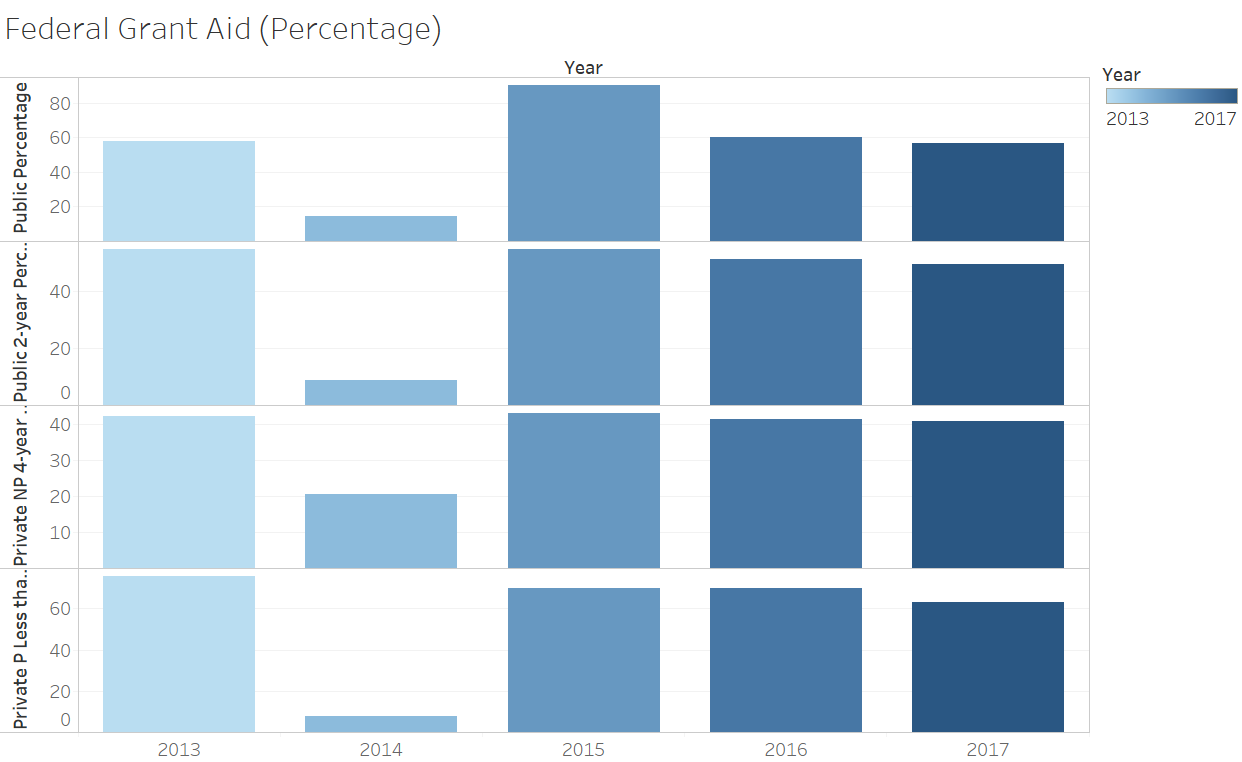 Federal Grant Aid (Percentage)
Year
Year
2013 2017
Public Percentage
80
60
40
20
Public 2-year Perc..
40
20
0
Private NP 4-year ..
40
30
20
10
Private P Less tha..
60
40
20
0
2013 2014 2015 2016 2017